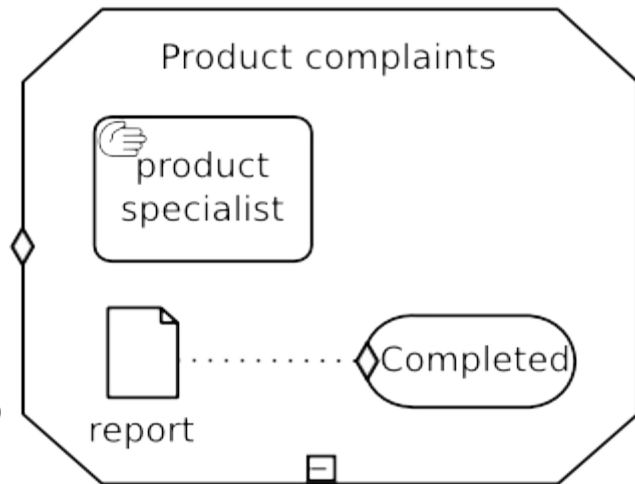 Product complaints
product
specialist
Completed
report